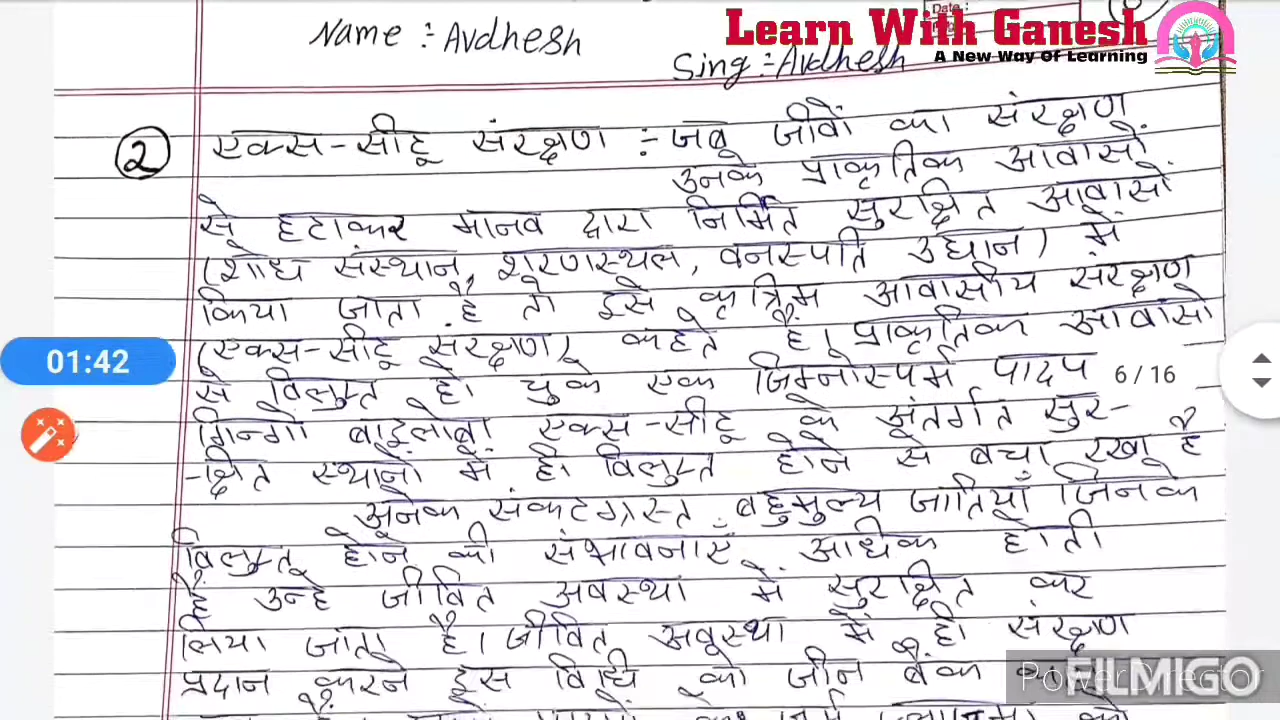 Learn With Ganesh
A New Way Of Learning
Date :
Name :- Avdhesh
Sing :- Avdhesh
② एक्स-सीटू संरक्षण :- जब जीवों का संरक्षण
उनके प्राकृतिक आवासों
से हटाकर मानव द्वारा निर्मित सुरक्षित आवासों
(शोध संस्थान, शरणस्थल, वनस्पति उद्यान) में
किया जाता है तो इसे कृत्रिम आवासीय संरक्षण
(एक्स-सीटू संरक्षण) कहते है। प्राकृतिक आवासो
से विलुप्त हो चुके एक जिम्नोस्पर्म पादप
गिन्गो बाइलोबा एक्स-सीटू के अंतर्गत सुर-
-क्षित स्थानो में ही विलुप्त होने से बचा रखा है
अनेक संकटग्रस्त बहुमुल्य जातियाँ जिनके
विलुप्त होने की संभावनाएँ अधिक होती
है उन्हे जीवित अवस्था मे सुरक्षित कर
लिया जाता है। जीवित अवस्था में ही संरक्षण
प्रदान करने इस विधि को जीन बैंक
01:42
6 / 16
FILMIGO
PowerDirector